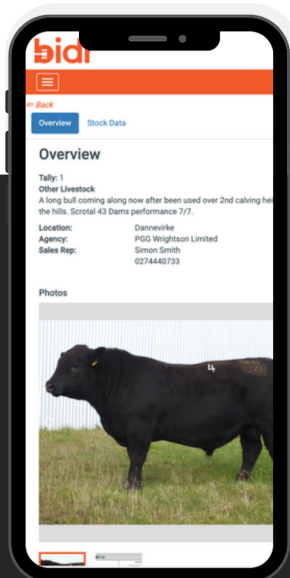 bidr
← Back
Overview Stock Data
Overview
Tally: 1
Other Livestock
A long bull coming along now after been used over 2nd calving hei
the hills. Scrotal 43 Dams performance 7/7.
Location: Dannevirke
Agency: PGG Wrightson Limited
Sales Rep: Simon Smith
0274440733
Photos
4